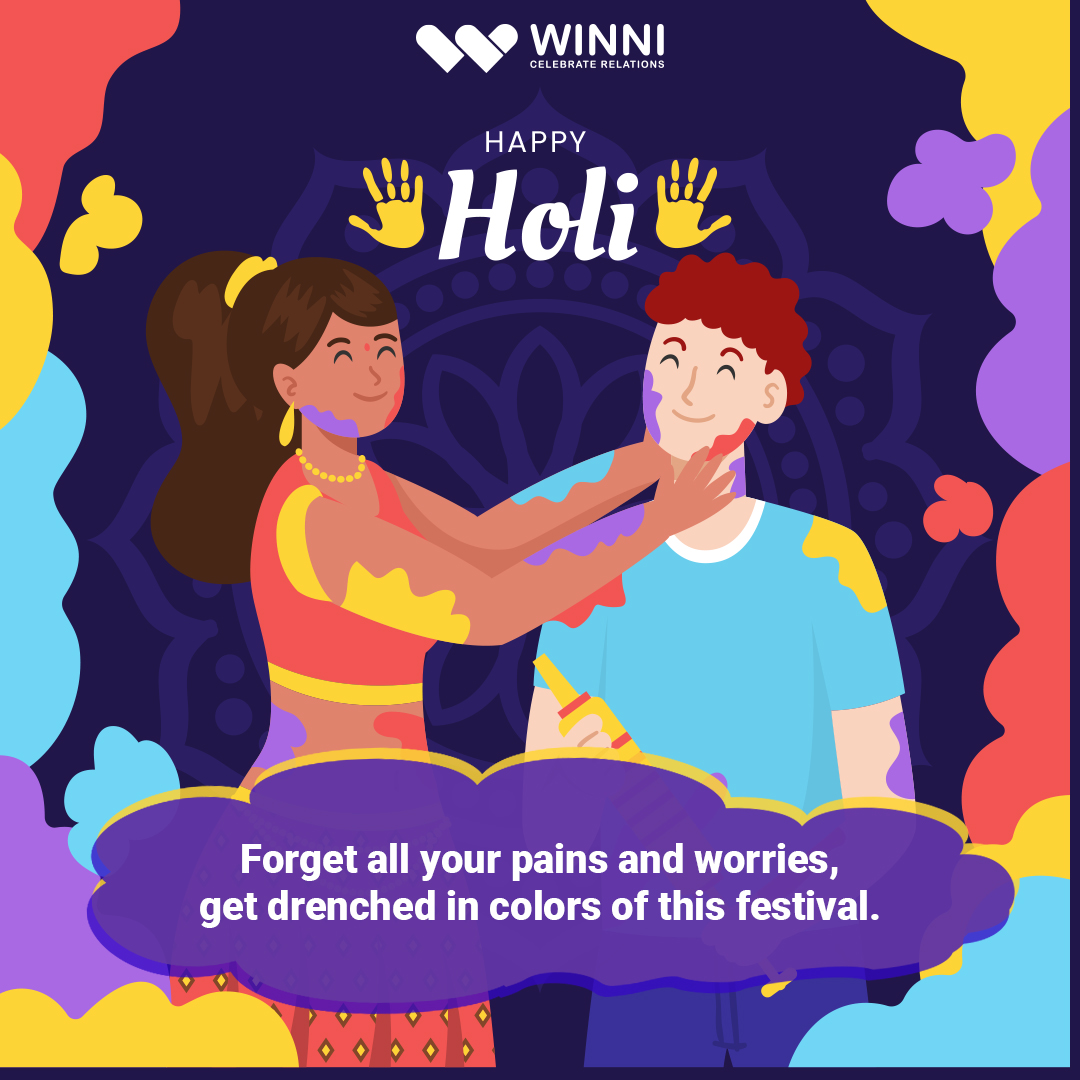 WINNI
CELEBRATE RELATIONS
HAPPY
Holi
Forget all your pains and worries,
get drenched in colors of this festival.